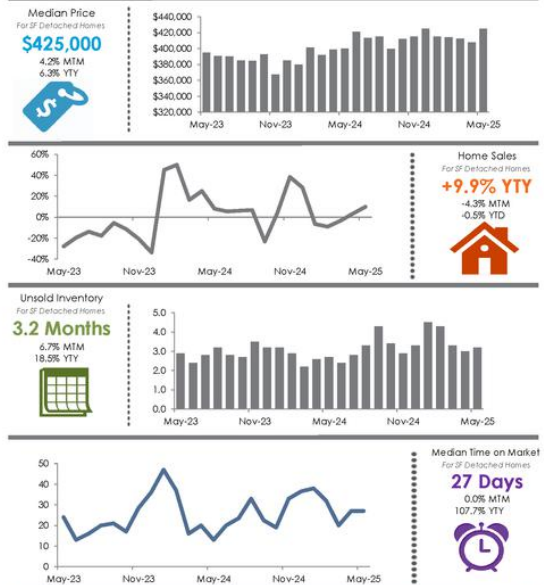 Median Price
For SF Detached Homes
$425,000
4.2% MTM
6.3% YTY
$
$440,000
$420,000
$400,000
$380,000
$360,000
$340,000
$320,000
May-23 Nov-23 May-24 Nov-24 May-25
60%
40%
20%
0%
-20%
-40%
May-23 Nov-23 May-24 Nov-24 May-25
Home Sales
For SF Detached Homes
+9.9% YTY
-4.3% MTM
-0.5% YTD
Unsold Inventory
For SF Detached Homes
3.2 Months
6.7% MTM
18.5% YTY
5.0
4.0
3.0
2.0
1.0
0.0
May-23 Nov-23 May-24 Nov-24 May-25
50
40
30
20
10
0
May-23 Nov-23 May-24 Nov-24 May-25
Median Time on Market
For SF Detached Homes
27 Days
0.0% MTM
107.7% YTY